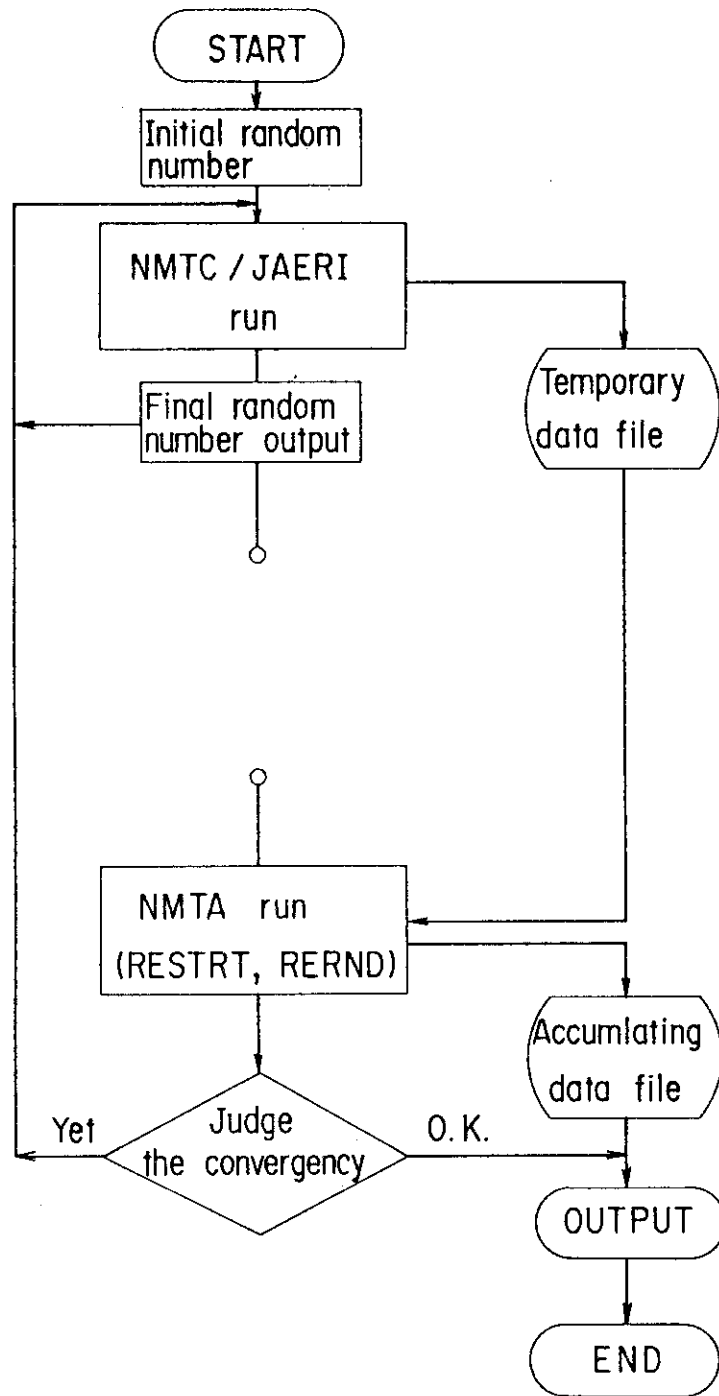 START
Initial random
number
NMTC / JAERI
run
Temporary
data file
Final random
number output
NMTA run
(RESTRT, RERND)
Accumlating
data file
Judge
the convergency
Yet
O.K.
OUTPUT
END